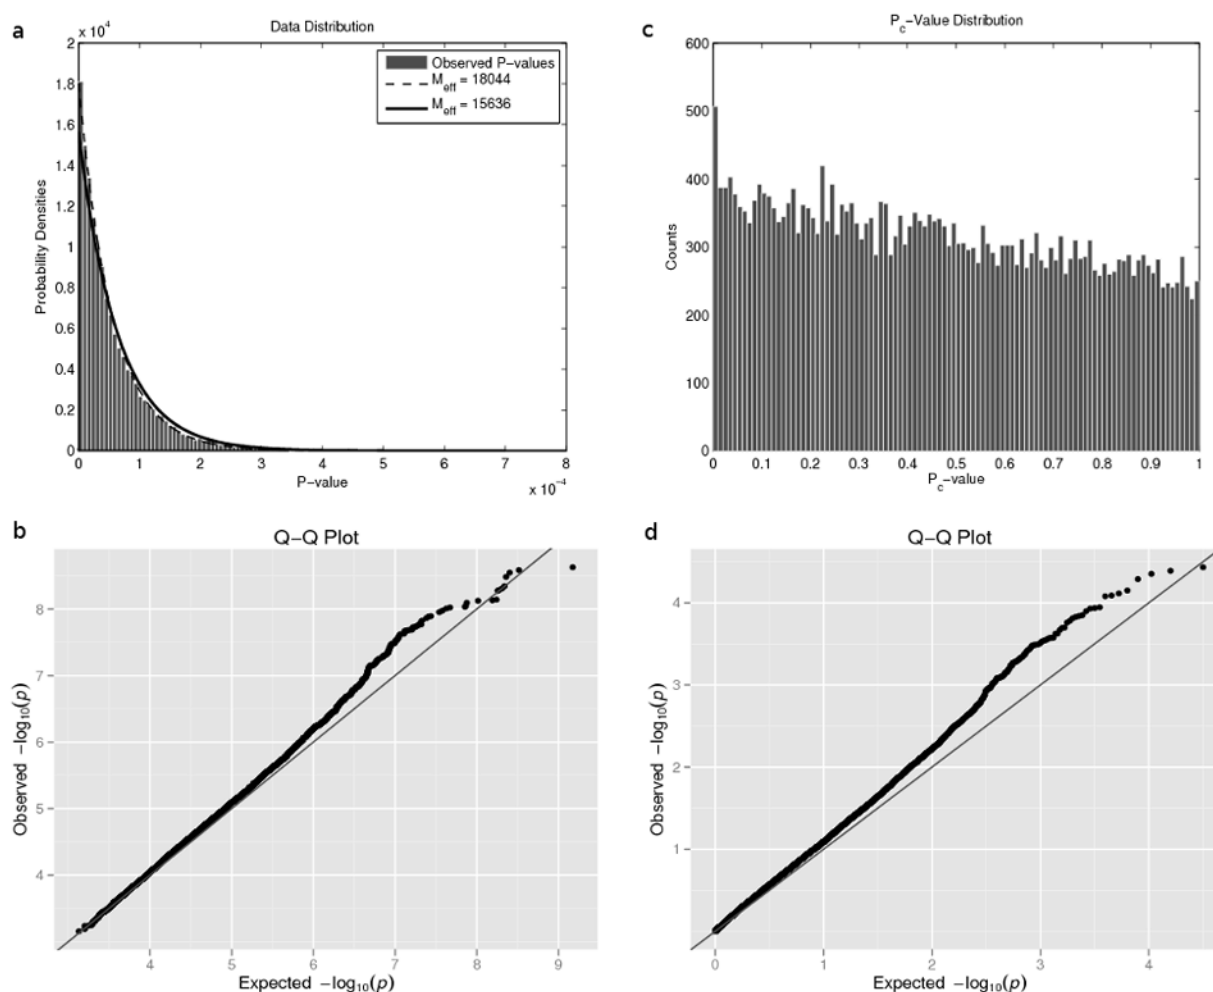 a
Data Distribution
x 10^4
2
1.8
1.6
1.4
1.2
1
0.8
0.6
0.4
0.2
0
Probability Densities
Observed P-values
M_eff = 18044
M_eff = 15636
0 1 2 3 4 5 6 7 8
P-value
x 10^-4
c
P_c-Value Distribution
600
500
400
300
200
100
0
Counts
0 0.1 0.2 0.3 0.4 0.5 0.6 0.7 0.8 0.9 1
P_c-value
b
Q-Q Plot
8
7
6
5
4
Observed -log10(p)
4 5 6 7 8 9
Expected -log10(p)
d
Q-Q Plot
4
3
2
1
Observed -log10(p)
0 1 2 3 4
Expected -log10(p)